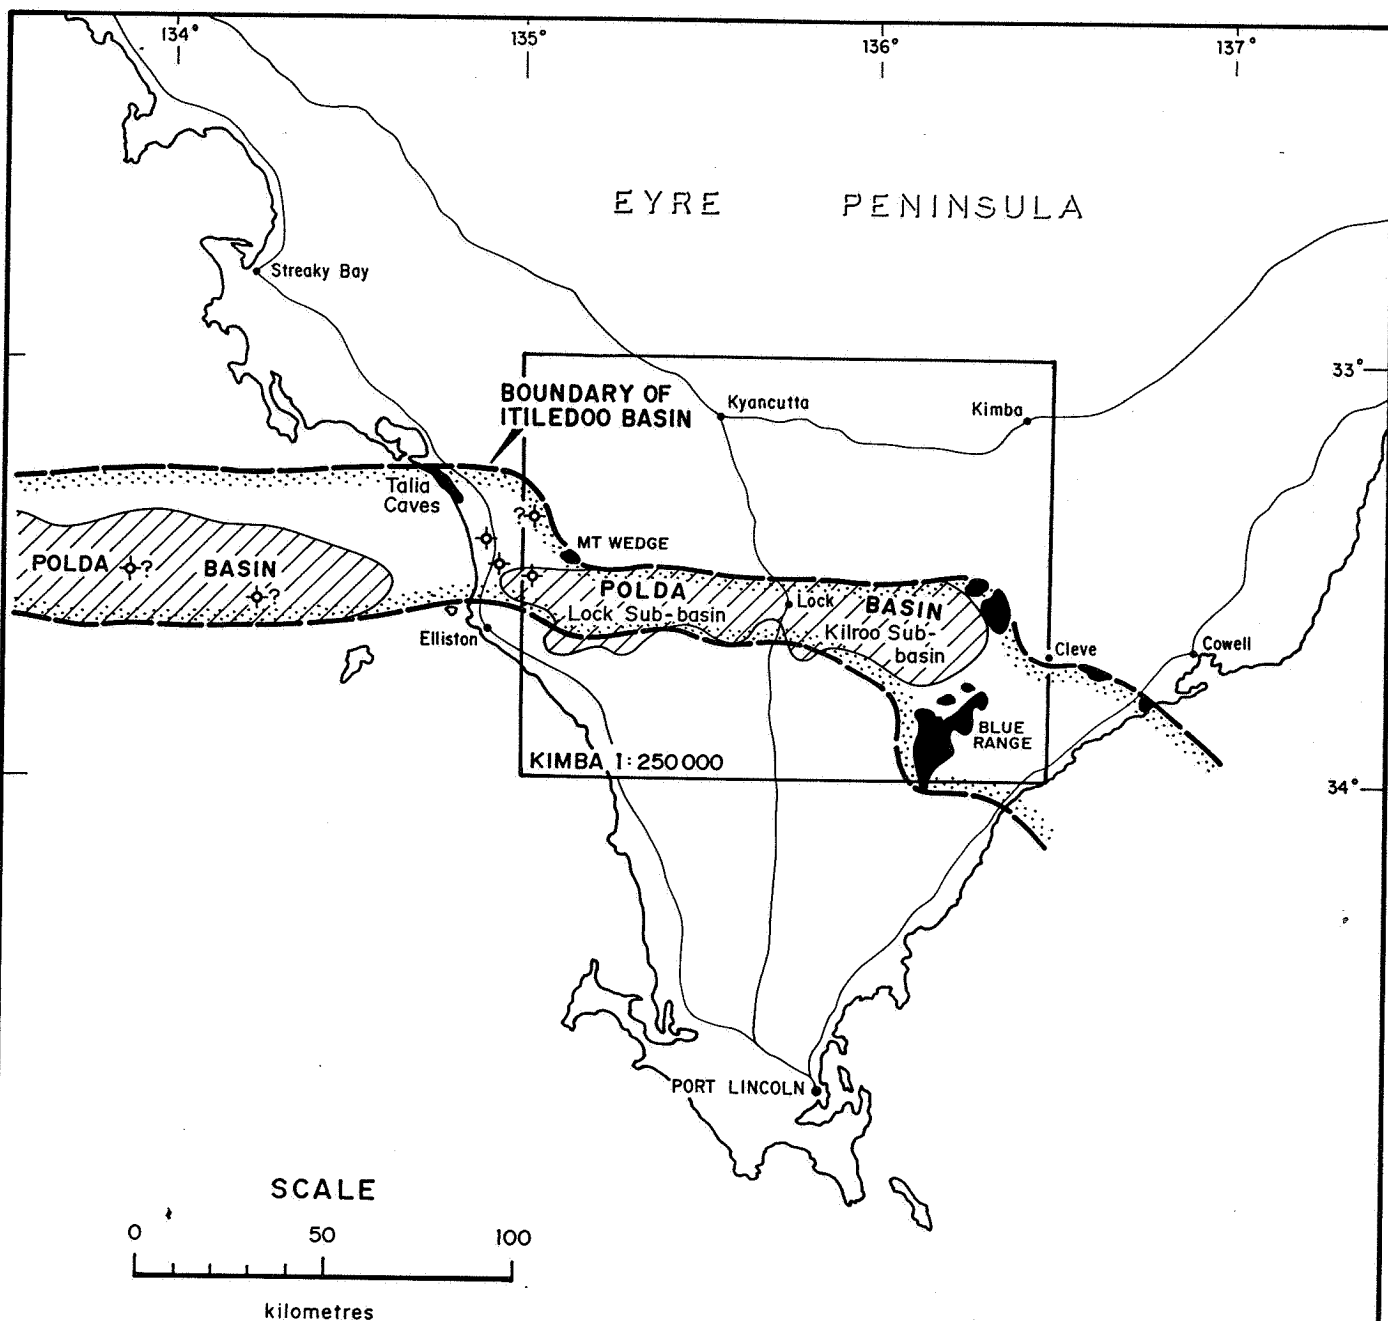 134°
135°
136°
137°
EYRE PENINSULA
Streaky Bay
33°
BOUNDARY OF
ITILEDOO BASIN
Kyancutta
Kimba
Talia
Caves
?
MT WEDGE
POLDA
?
BASIN
?
POLDA
Lock Sub-basin
Lock
BASIN
Kilroo Sub-
basin
Elliston
Cleve
Cowell
BLUE
RANGE
KIMBA 1:250 000
34°
PORT LINCOLN
SCALE
0 50 100
kilometres